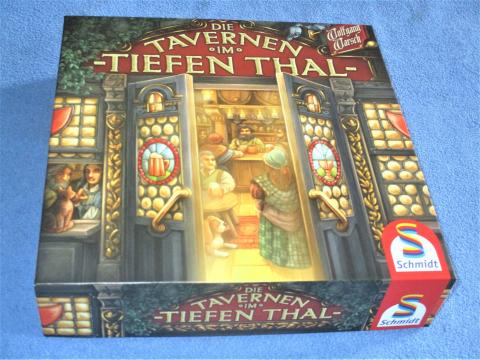 DIE
TAVERNEN
·IM·
-TIEFEN THAL-
Wolfgang
Warsch
Schmidt
DIE
TAVERNEN
·IM·
-TIEFEN THAL-
Schmidt